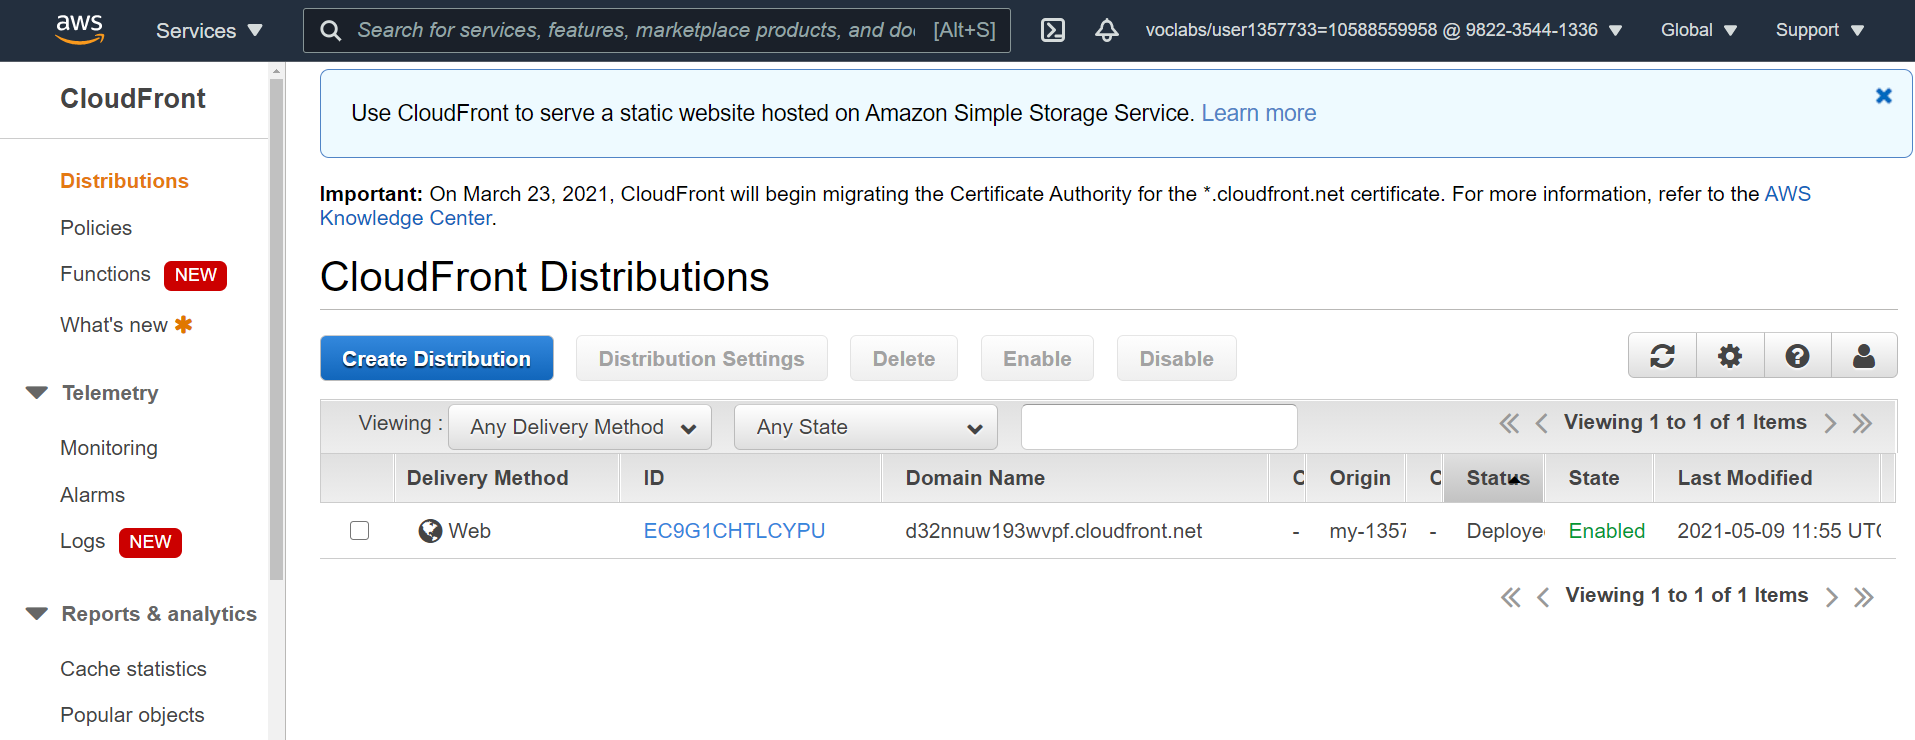 aws
Services
Search for services, features, marketplace products, and do
[Alt+S]
voclabs/user1357733=10588559958 @ 9822-3544-1336
Global
Support
CloudFront
Distributions
Policies
Functions NEW
What's new
Telemetry
Monitoring
Alarms
Logs NEW
Reports & analytics
Cache statistics
Popular objects
Use CloudFront to serve a static website hosted on Amazon Simple Storage Service. Learn more
Important: On March 23, 2021, CloudFront will begin migrating the Certificate Authority for the *.cloudfront.net certificate. For more information, refer to the AWS
Knowledge Center.
CloudFront Distributions
Create Distribution
Distribution Settings
Delete
Enable
Disable
Viewing : Any Delivery Method Any State Viewing 1 to 1 of 1 Items
Delivery Method ID Domain Name C Origin C Status State Last Modified
Web EC9G1CHTLCYPU d32nnuw193wvpf.cloudfront.net - my-1357 - Deploye Enabled 2021-05-09 11:55 UTC
Viewing 1 to 1 of 1 Items